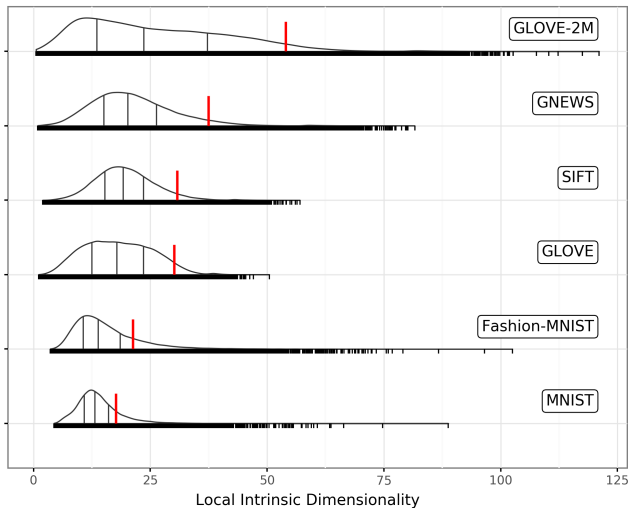 GLOVE-2M
GNEWS
SIFT
GLOVE
Fashion-MNIST
MNIST
0 25 50 75 100 125
Local Intrinsic Dimensionality